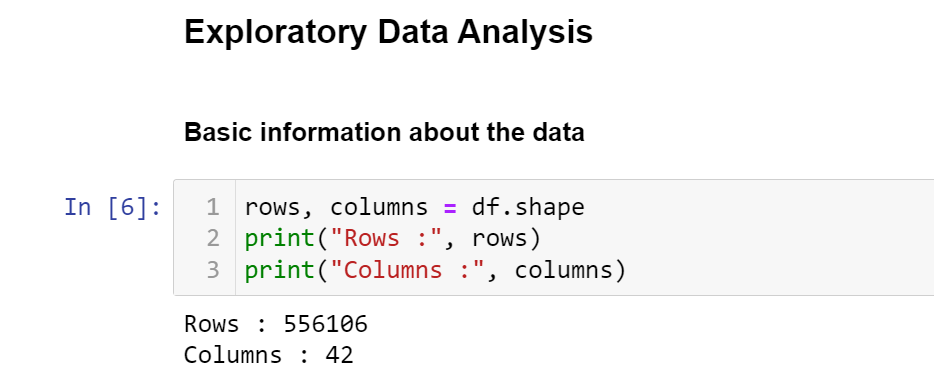 Exploratory Data Analysis
Basic information about the data
In [6]:
1 rows, columns = df.shape
2 print("Rows :", rows)
3 print("Columns :", columns)
Rows : 556106
Columns : 42